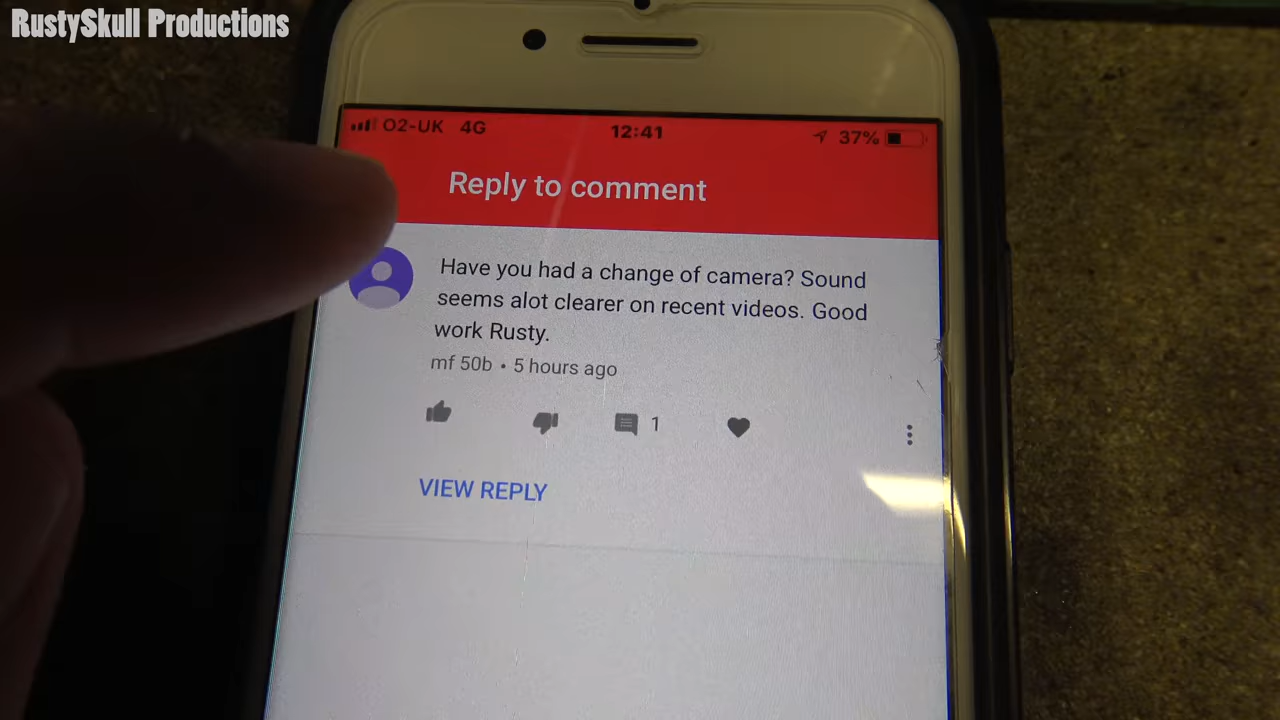 RustySkull Productions
O2-UK 4G 12:41 37%
Reply to comment
Have you had a change of camera? Sound
seems alot clearer on recent videos. Good
work Rusty.
mf 50b • 5 hours ago
1
VIEW REPLY